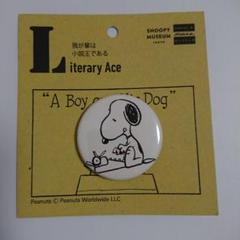 我が輩は
小説王である
SNOOPY
MUSEUM
TOKYO
Literary Ace
"A Boy Dog"
Peanuts © Peanuts Worldwide LLC